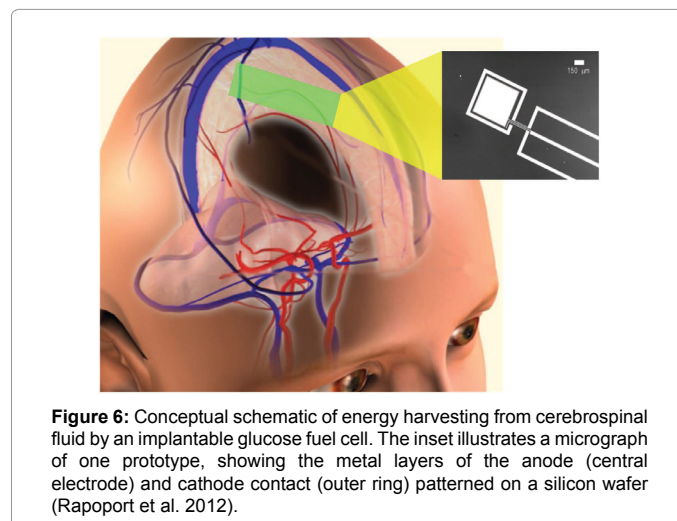 150 µm
Figure 6: Conceptual schematic of energy harvesting from cerebrospinal
fluid by an implantable glucose fuel cell. The inset illustrates a micrograph
of one prototype, showing the metal layers of the anode (central
electrode) and cathode contact (outer ring) patterned on a silicon wafer
(Rapoport et al. 2012).